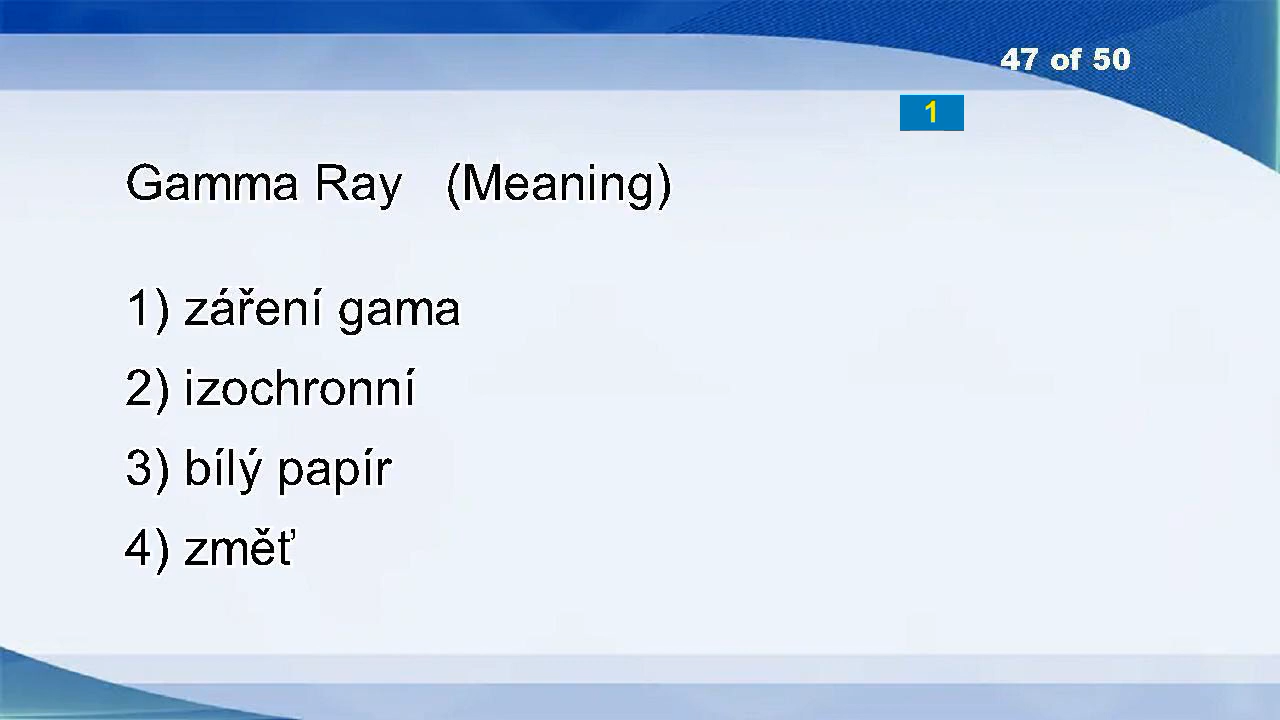 47 of 50
1
Gamma Ray (Meaning)
1) záření gama
2) izochronní
3) bílý papír
4) změť